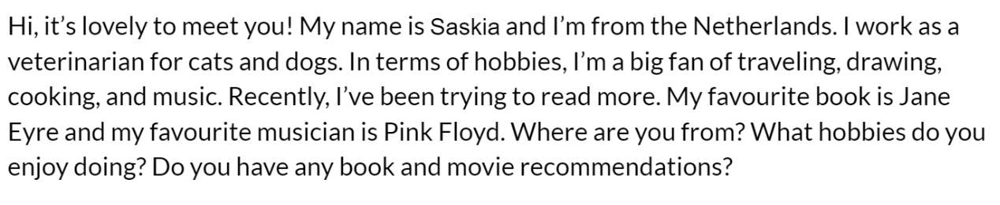 Hi, it’s lovely to meet you! My name is Saskia and I’m from the Netherlands. I work as a
veterinarian for cats and dogs. In terms of hobbies, I’m a big fan of traveling, drawing,
cooking, and music. Recently, I’ve been trying to read more. My favourite book is Jane
Eyre and my favourite musician is Pink Floyd. Where are you from? What hobbies do you
enjoy doing? Do you have any book and movie recommendations?